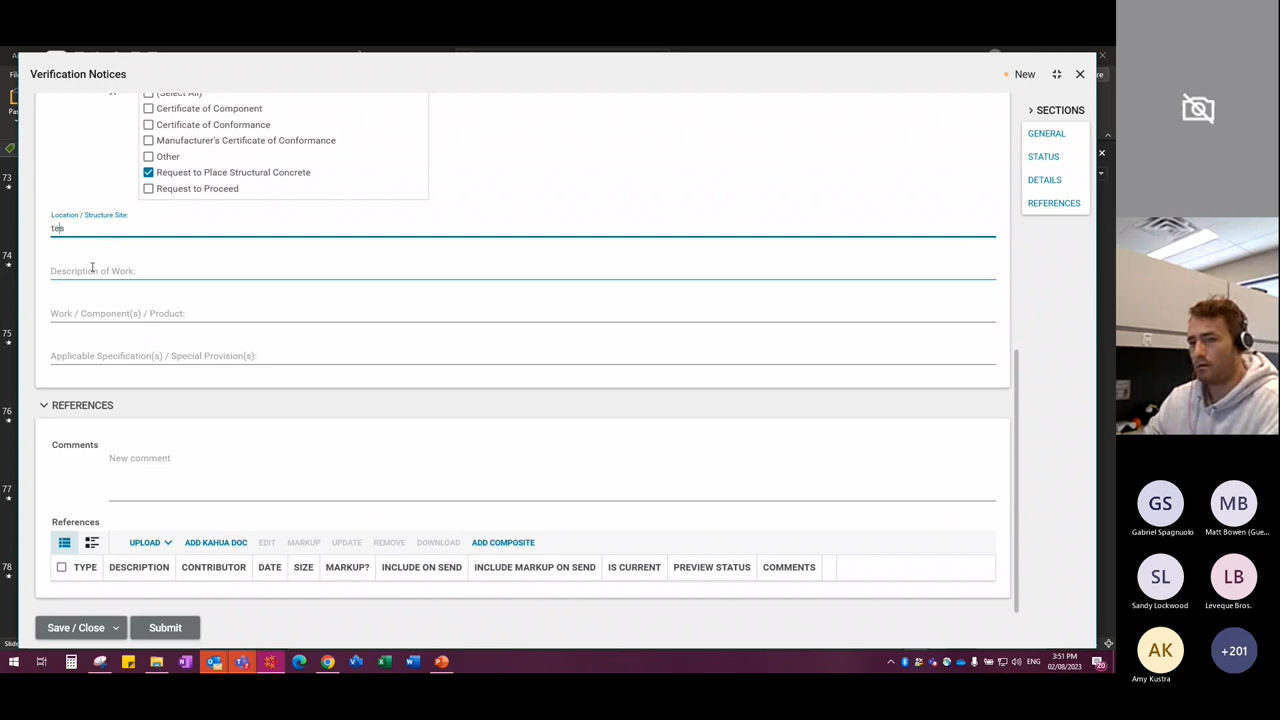 Verification Notices
New
(Select All)
Certificate of Component
Certificate of Conformance
Manufacturer's Certificate of Conformance
Other
Request to Place Structural Concrete
Request to Proceed
SECTIONS
GENERAL
STATUS
DETAILS
REFERENCES
Location / Structure Site:
tes
Description of Work:
Work / Component(s) / Product:
Applicable Specification(s) / Special Provision(s):
REFERENCES
Comments
New comment
References
UPLOAD ADD KAHUA DOC EDIT MARKUP UPDATE REMOVE DOWNLOAD ADD COMPOSITE
TYPE DESCRIPTION CONTRIBUTOR DATE SIZE MARKUP? INCLUDE ON SEND INCLUDE MARKUP ON SEND IS CURRENT PREVIEW STATUS COMMENTS
Save / Close Submit
73
74
75
76
77
78
ENG
3:51 PM
02/08/2023
20
GS
Gabriel Spagnuolo
MB
Matt Bowen (Gue...
SL
Sandy Lockwood
LB
Leveque Bros.
AK
Amy Kustra
+201